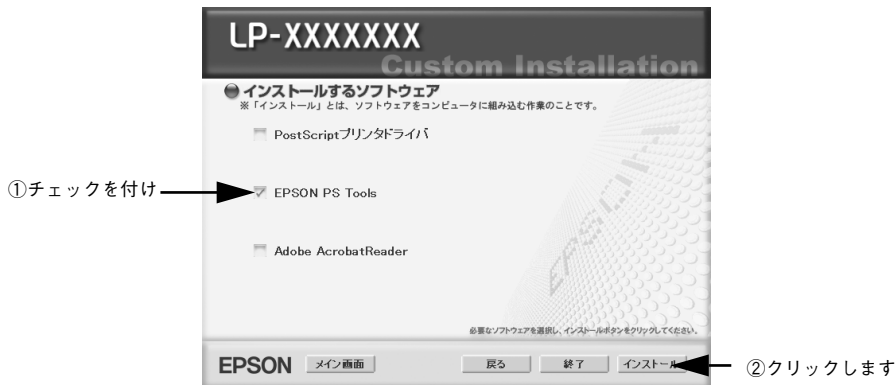 LP-XXXXXXX
Custom Installation
インストールするソフトウェア
※「インストール」とは、ソフトウェアをコンピュータに組み込む作業のことです。
PostScriptプリンタドライバ
①チェックを付け
EPSON PS Tools
Adobe AcrobatReader
EPSON
必要なソフトウェアを選択し、インストールボタンをクリックしてください。
EPSON
メイン画面
戻る
終了
インストール
②クリックします